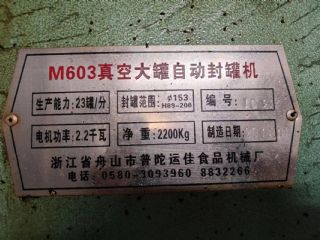 M603真空大罐自动封罐机
生产能力: 23罐/分 封罐范围: φ153 H89-200 编号:
电机功率: 2.2千瓦 净重: 2200Kg 制造日期:
浙江省舟山市普陀运佳食品机械厂
电话: 0580-3093960 8832266